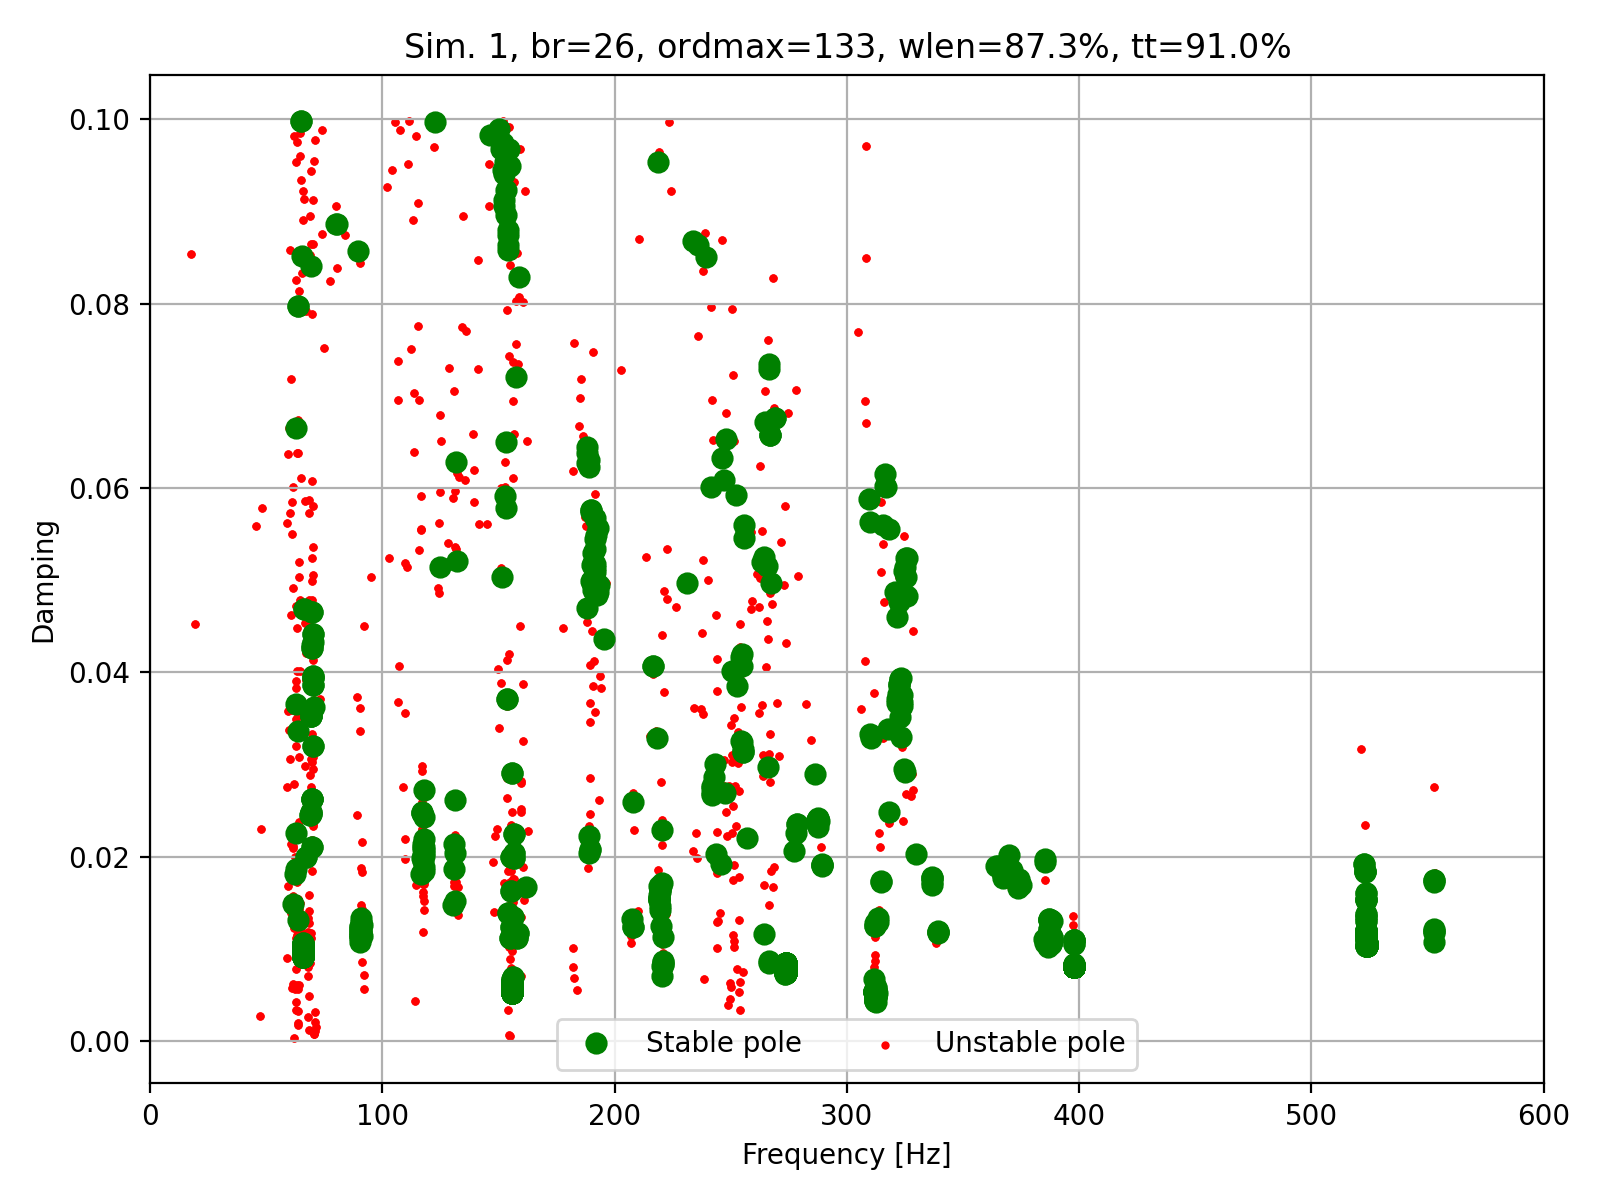 Sim. 1, br=26, ordmax=133, wlen=87.3%, tt=91.0%
0.10
0.08
0.06
0.04
0.02
0.00
Damping
Stable pole
Unstable pole
0
100
200
300
400
500
600
Frequency [Hz]